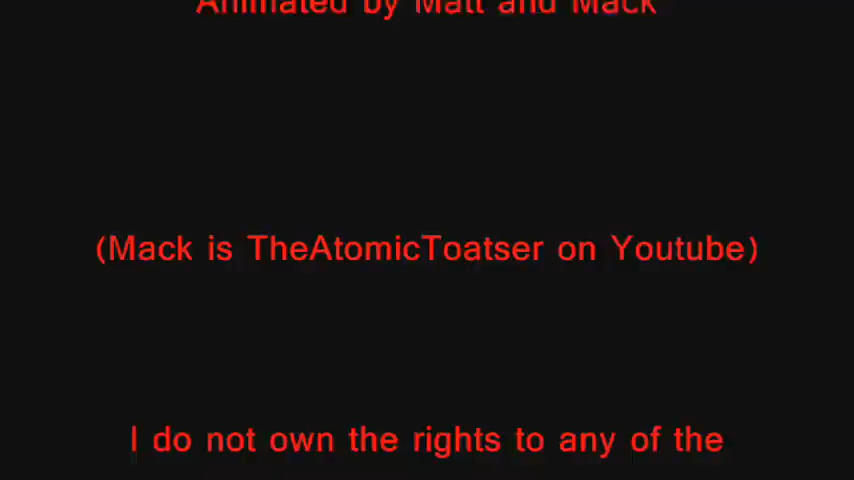 Animated by Matt and Mack
(Mack is TheAtomicToatser on Youtube)
I do not own the rights to any of the